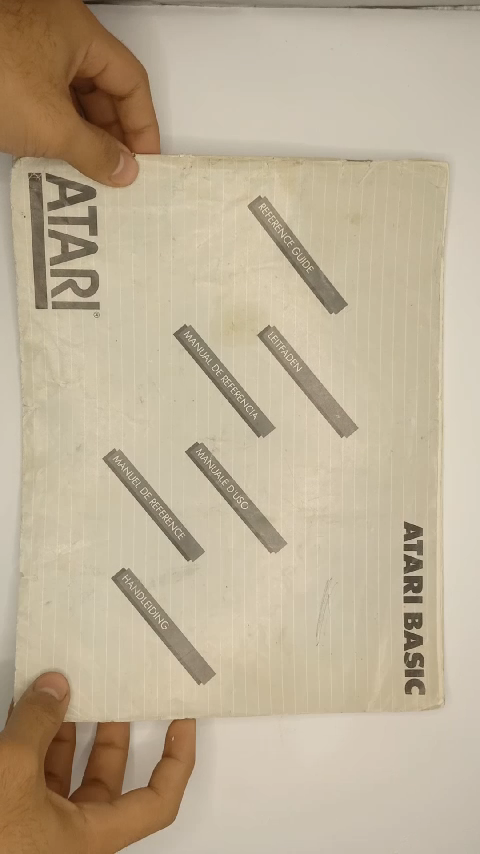 ATARI BASIC
REFERENCE GUIDE
LEITFADEN
MANUAL DE REFERENCIA
MANUALE D'USO
MANUEL DE REFERENCE
HANDLEIDING
ATARI®